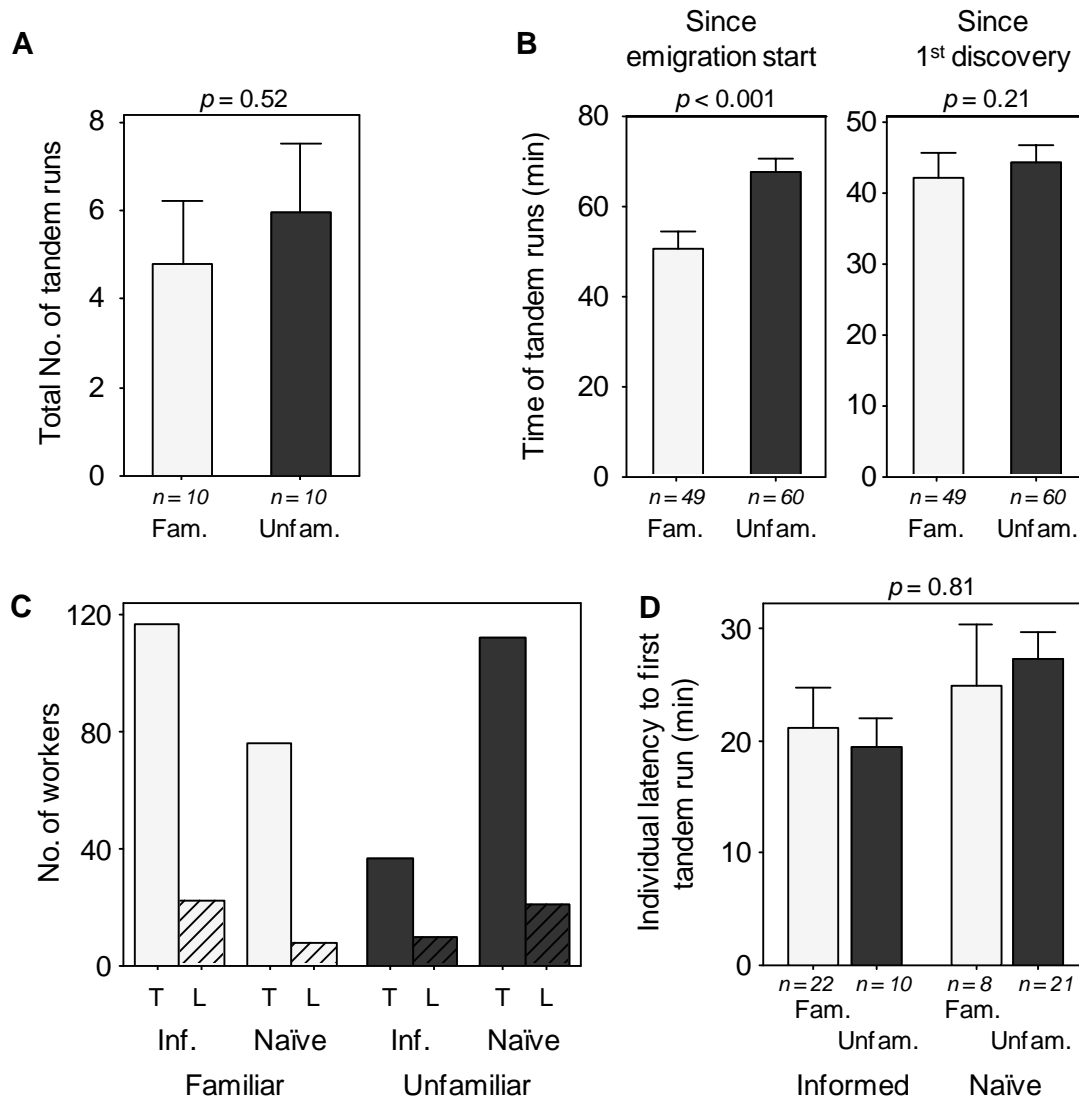 A
p = 0.52
Total No. of tandem runs
8
6
4
2
0
n = 10
n = 10
Fam.
Unfam.
B
Since
emigration start
Since
1st discovery
p < 0.001
p = 0.21
Time of tandem runs (min)
80
60
40
20
0
50
40
30
20
10
0
n = 49
n = 60
n = 49
n = 60
Fam.
Unfam.
Fam.
Unfam.
C
No. of workers
120
80
40
0
T L T L T L T L
Inf.
Naïve
Inf.
Naïve
Familiar
Unfamiliar
D
p = 0.81
Individual latency to first
tandem run (min)
30
20
10
0
n = 22
n = 10
n = 8
n = 21
Fam.
Fam.
Unfam.
Unfam.
Informed
Naïve